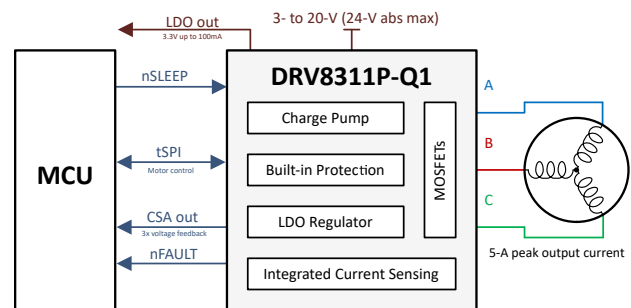 LDO out
3.3V up to 100mA
3- to 20-V (24-V abs max)
MCU
nSLEEP
tSPI
Motor control
CSA out
3x voltage feedback
nFAULT
DRV8311P-Q1
Charge Pump
Built-in Protection
LDO Regulator
Integrated Current Sensing
MOSFETs
A
B
C
5-A peak output current